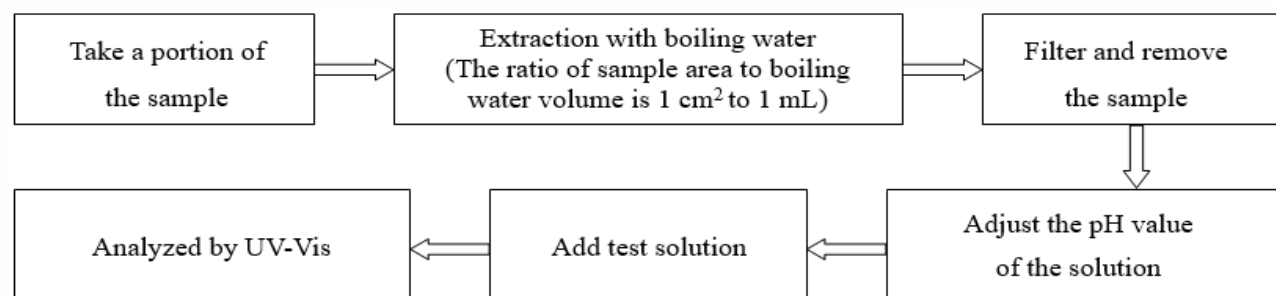 Take a portion of
the sample
Extraction with boiling water
(The ratio of sample area to boiling
water volume is 1 cm² to 1 mL)
Filter and remove
the sample
Adjust the pH value
of the solution
Add test solution
Analyzed by UV-Vis